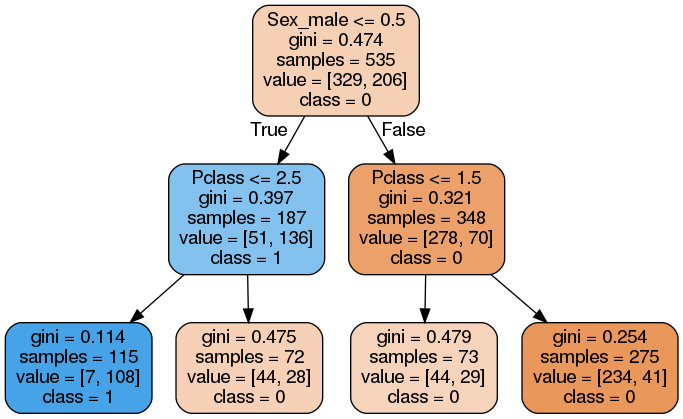 Sex_male <= 0.5
gini = 0.474
samples = 535
value = [329, 206]
class = 0
True
False
Pclass <= 2.5
gini = 0.397
samples = 187
value = [51, 136]
class = 1
Pclass <= 1.5
gini = 0.321
samples = 348
value = [278, 70]
class = 0
gini = 0.114
samples = 115
value = [7, 108]
class = 1
gini = 0.475
samples = 72
value = [44, 28]
class = 0
gini = 0.479
samples = 73
value = [44, 29]
class = 0
gini = 0.254
samples = 275
value = [234, 41]
class = 0